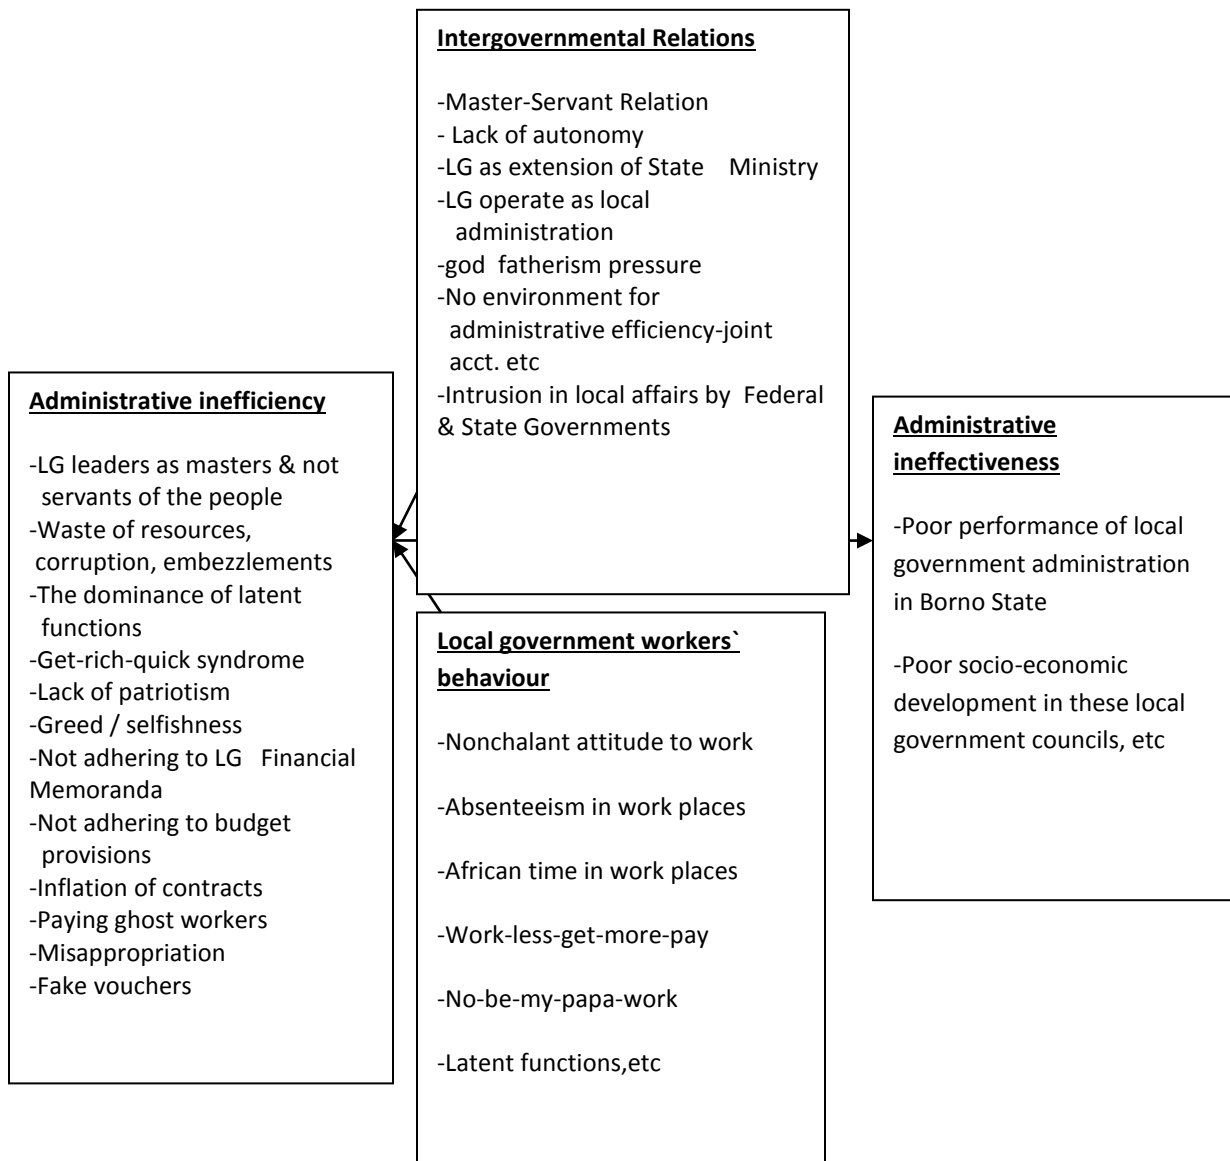 Intergovernmental Relations
-Master-Servant Relation
- Lack of autonomy
-LG as extension of State Ministry
-LG operate as local
administration
-god fatherism pressure
-No environment for
administrative efficiency-joint
acct. etc
-Intrusion in local affairs by Federal
& State Governments
Administrative inefficiency
-LG leaders as masters & not
servants of the people
-Waste of resources,
corruption, embezzlements
-The dominance of latent
functions
-Get-rich-quick syndrome
-Lack of patriotism
-Greed / selfishness
-Not adhering to LG Financial
Memoranda
-Not adhering to budget
provisions
-Inflation of contracts
-Paying ghost workers
-Misappropriation
-Fake vouchers
Local government workers`
behaviour
-Nonchalant attitude to work
-Absenteeism in work places
-African time in work places
-Work-less-get-more-pay
-No-be-my-papa-work
-Latent functions,etc
Administrative
ineffectiveness
-Poor performance of local
government administration
in Borno State
-Poor socio-economic
development in these local
government councils, etc